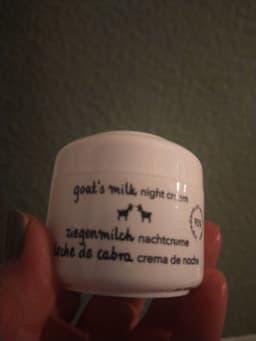 goat's milk night cream
ziegenmilch nachtcreme
leche de cabra crema de noche